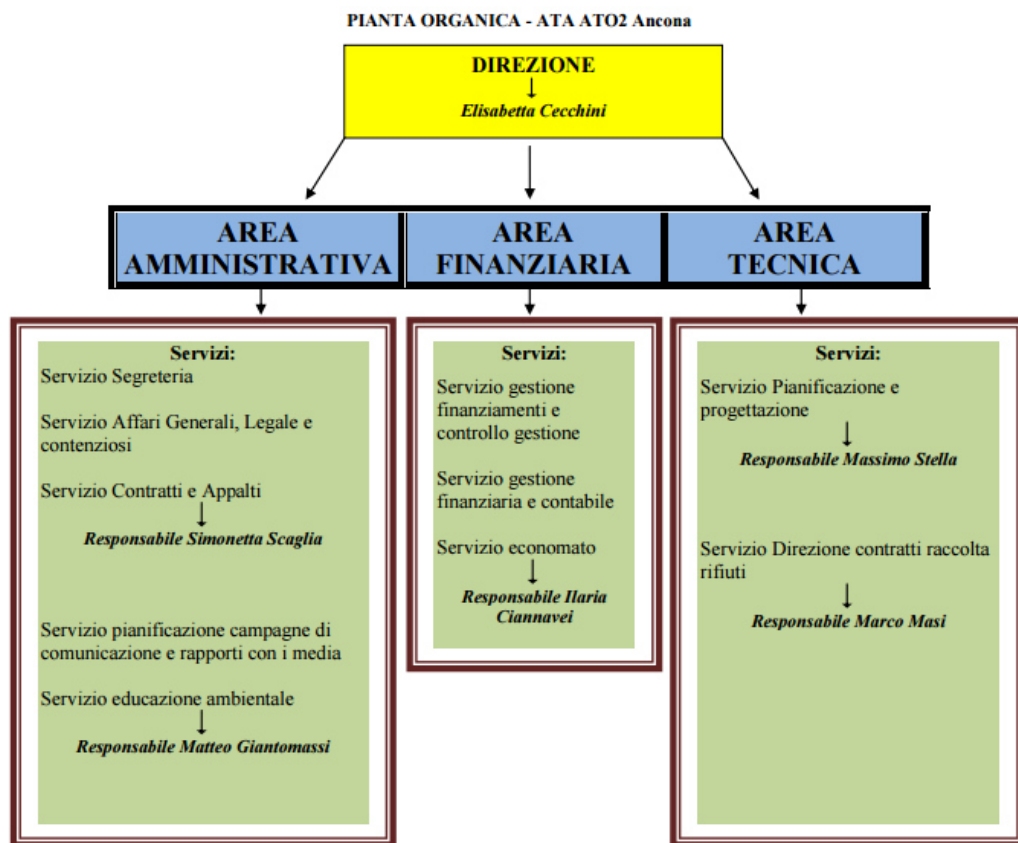 PIANTA ORGANICA - ATA ATO2 Ancona
DIREZIONE
Elisabetta Cecchini
AREA
AMMINISTRATIVA
AREA
FINANZIARIA
AREA
TECNICA
Servizi:
Servizio Segreteria
Servizio Affari Generali, Legale e
contenziosi
Servizio Contratti e Appalti
Responsabile Simonetta Scaglia
Servizio pianificazione campagne di
comunicazione e rapporti con i media
Servizio educazione ambientale
Responsabile Matteo Giantomassi
Servizi:
Servizio gestione
finanziamenti e
controllo gestione
Servizio gestione
finanziaria e contabile
Servizio economato
Responsabile Ilaria
Ciannavei
Servizi:
Servizio Pianificazione e
progettazione
Responsabile Massimo Stella
Servizio Direzione contratti raccolta
rifiuti
Responsabile Marco Masi